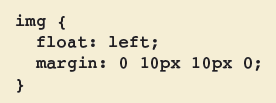 img {
  float: left;
  margin: 0 10px 10px 0;
}